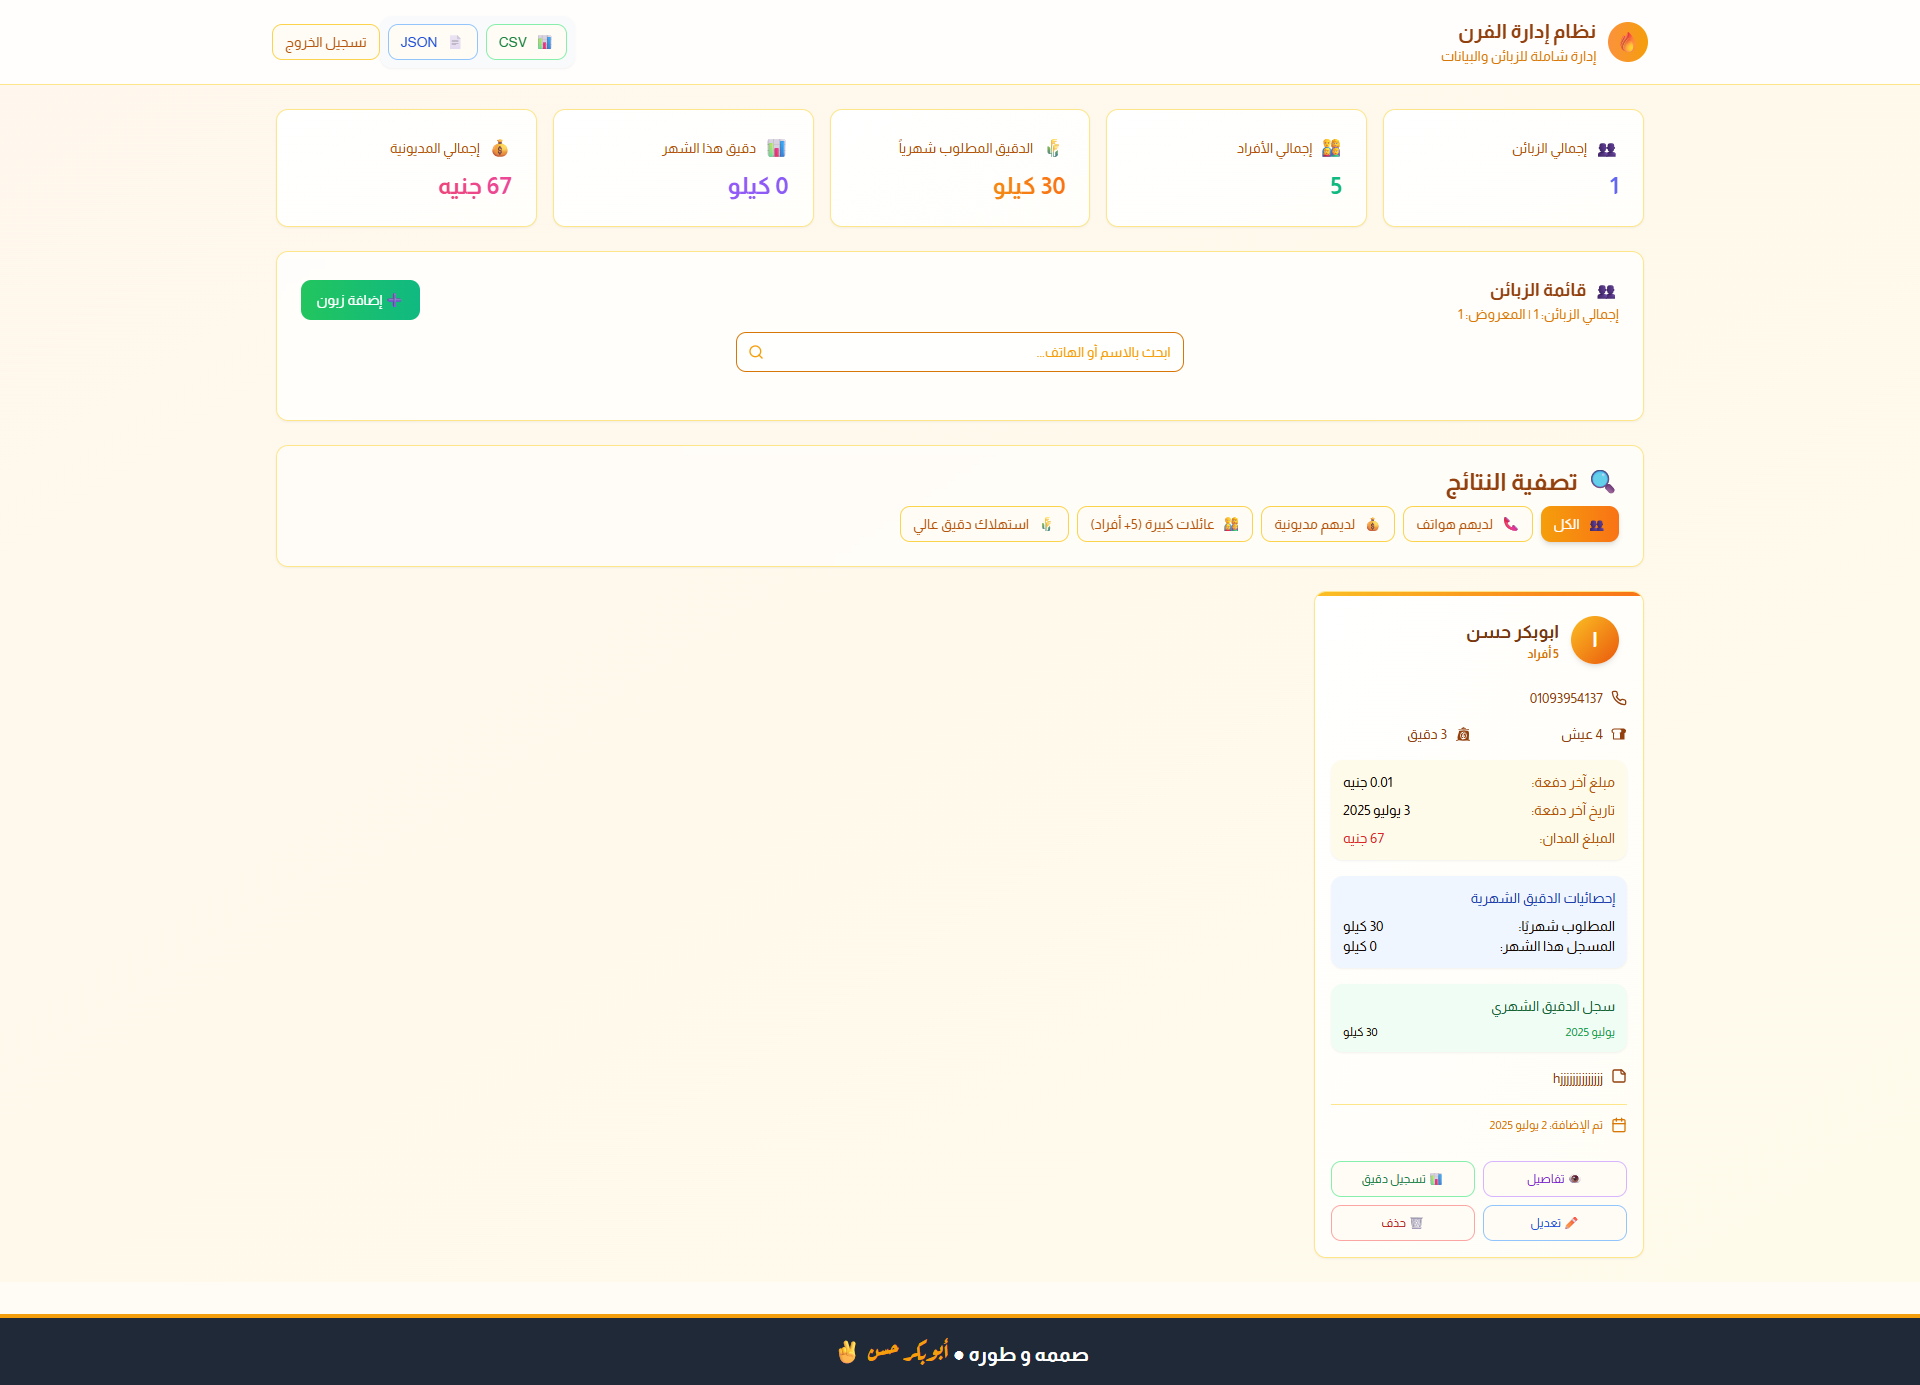 نظام إدارة الفرن
إدارة شاملة للزبائن والبيانات
CSV
JSON
تسجيل الخروج
إجمالي الزبائن
1
إجمالي الأفراد
5
الدقيق المطلوب شهرياً
30 كيلو
دقيق هذا الشهر
0 كيلو
إجمالي المديونية
67 جنيه
قائمة الزبائن
إجمالي الزبائن: 1 | المعروض: 1
إضافة زبون
ابحث بالاسم أو الهاتف...
تصفية النتائج
الكل
لديهم هواتف
لديهم مديونية
عائلات كبيرة (5+ أفراد)
استهلاك دقيق عالي
ا
ابوبكر حسن
5 أفراد
01093954137
4 عيش
3 دقيق
مبلغ آخر دفعة: 0.01 جنيه
تاريخ آخر دفعة: 3 يوليو 2025
المبلغ المدان: 67 جنيه
إحصائيات الدقيق الشهرية
المطلوب شهريًا: 30 كيلو
المسجل هذا الشهر: 0 كيلو
سجل الدقيق الشهري
يوليو 2025 30 كيلو
تم الإضافة: 2 يوليو 2025
تفاصيل
تسجيل دقيق
تعديل
حذف
صممه و طوره • أبوبكر حسن ✌